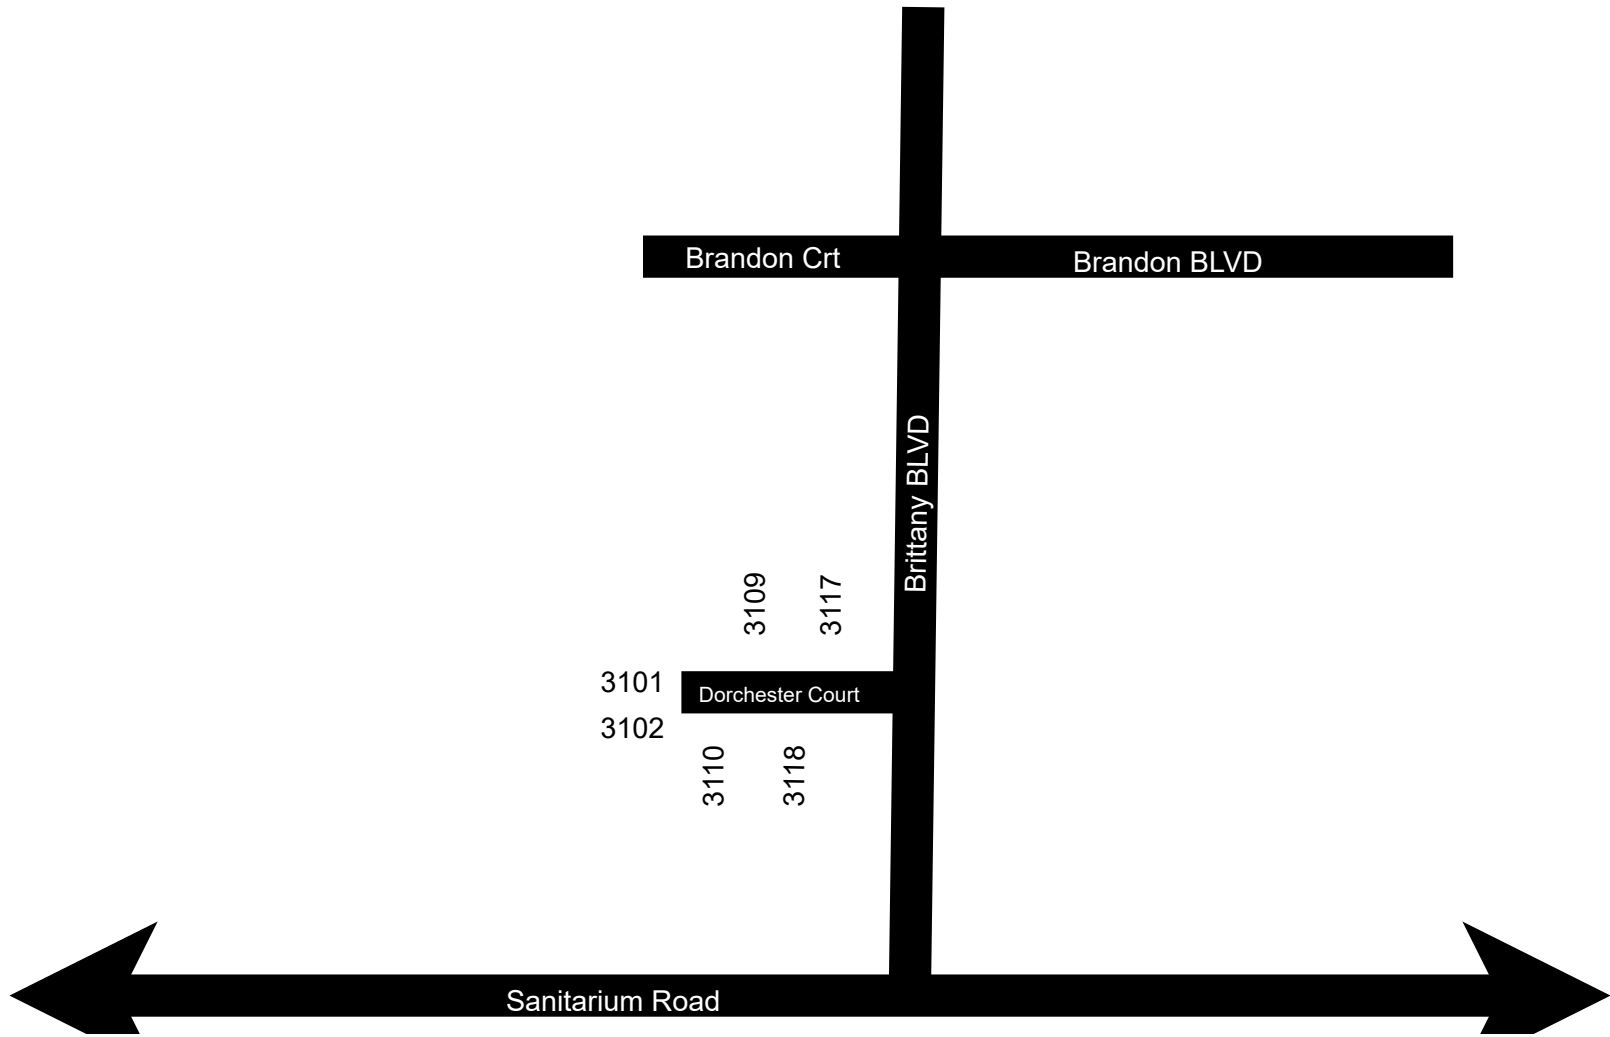 Brandon Crt
Brandon BLVD
Brittany BLVD
3109
3117
3101
Dorchester Court
3102
3110
3118
Sanitarium Road